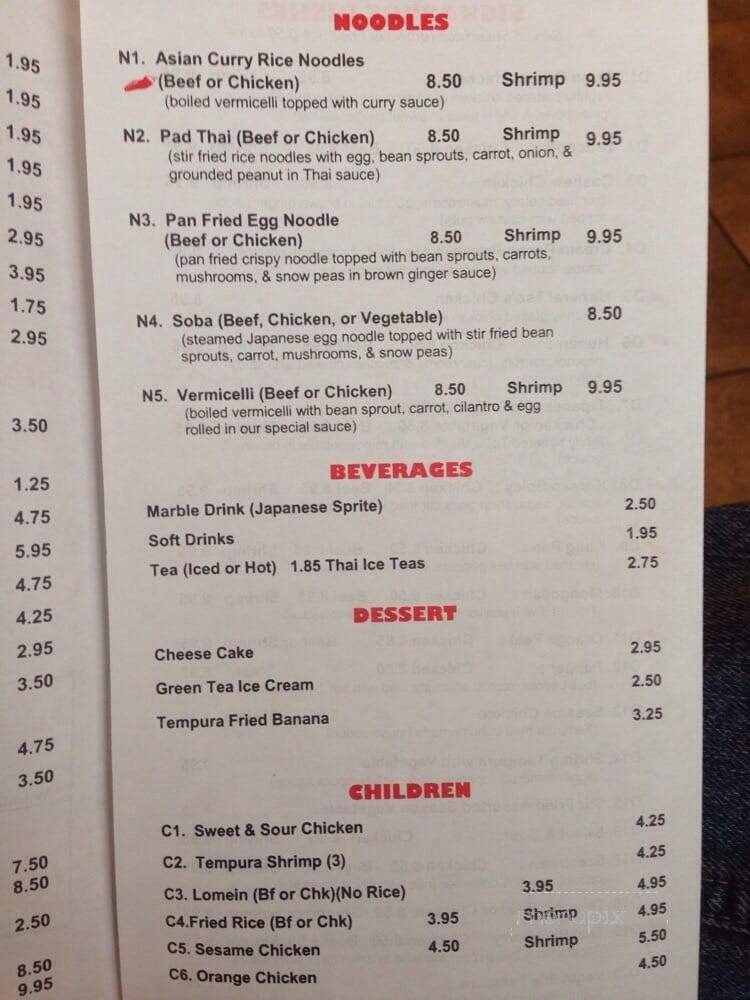 1.95
1.95
1.95
1.95
1.95
2.95
3.95
1.75
2.95
3.50
1.25
4.75
5.95
4.75
4.25
2.95
3.50
4.75
3.50
7.50
8.50
2.50
8.50
9.95
NOODLES
N1. Asian Curry Rice Noodles
(Beef or Chicken) 8.50 Shrimp 9.95
(boiled vermicelli topped with curry sauce)
N2. Pad Thai (Beef or Chicken) 8.50 Shrimp 9.95
(stir fried rice noodles with egg, bean sprouts, carrot, onion, &
grounded peanut in Thai sauce)
N3. Pan Fried Egg Noodle
(Beef or Chicken) 8.50 Shrimp 9.95
(pan fried crispy noodle topped with bean sprouts, carrots,
mushrooms, & snow peas in brown ginger sauce)
N4. Soba (Beef, Chicken, or Vegetable) 8.50
(steamed Japanese egg noodle topped with stir fried bean
sprouts, carrot, mushrooms, & snow peas)
N5. Vermicelli (Beef or Chicken) 8.50 Shrimp 9.95
(boiled vermicelli with bean sprout, carrot, cilantro & egg
rolled in our special sauce)
BEVERAGES
Marble Drink (Japanese Sprite) 2.50
Soft Drinks 1.95
Tea (Iced or Hot) 1.85 Thai Ice Teas 2.75
DESSERT
Cheese Cake 2.95
Green Tea Ice Cream 2.50
Tempura Fried Banana 3.25
CHILDREN
C1. Sweet & Sour Chicken 4.25
C2. Tempura Shrimp (3) 4.25
C3. Lomein (Bf or Chk)(No Rice) 3.95 4.95
C4.Fried Rice (Bf or Chk) 3.95 Shrimp 4.95
C5. Sesame Chicken 4.50 Shrimp 5.50
C6. Orange Chicken 4.50